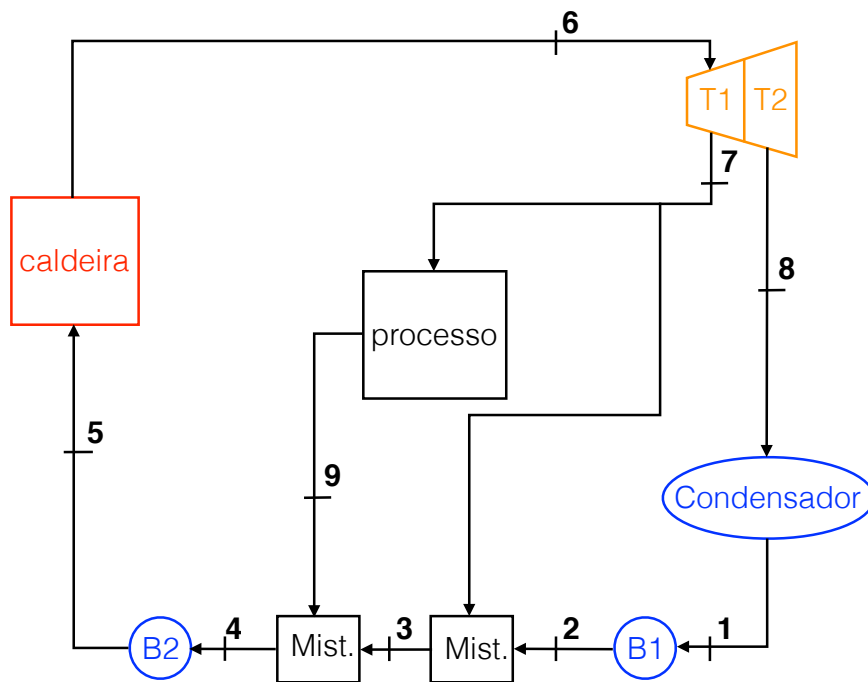 6
T1
T2
7
caldeira
8
processo
5
9
Condensador
B2
4
Mist.
3
Mist.
2
B1
1